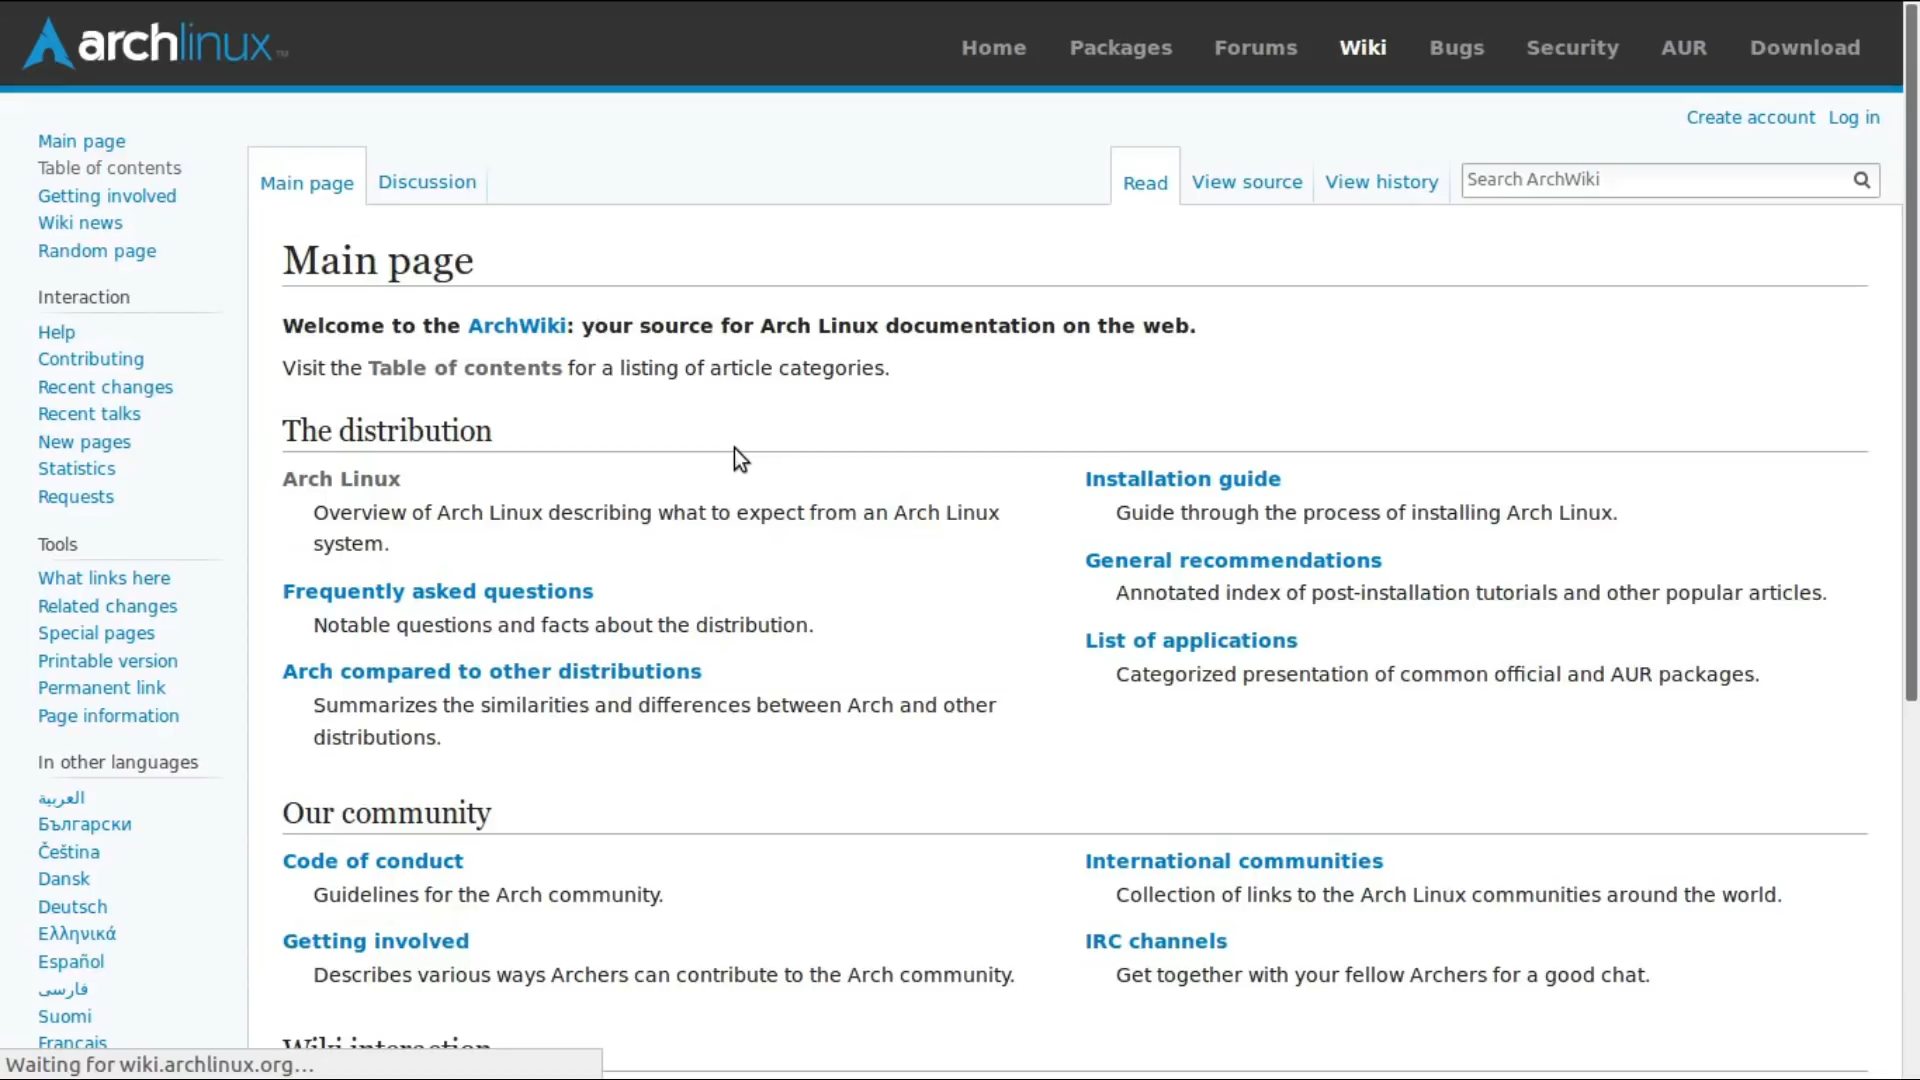 archlinux™
Home Packages Forums Wiki Bugs Security AUR Download
Create account Log in
Main page
Table of contents
Getting involved
Wiki news
Random page
Interaction
Help
Contributing
Recent changes
Recent talks
New pages
Statistics
Requests
Tools
What links here
Related changes
Special pages
Printable version
Permanent link
Page information
In other languages
العربية
Български
Čeština
Dansk
Deutsch
Ελληνικά
Español
فارسی
Suomi
Français
Main page Discussion
Read View source View history Search ArchWiki
Main page
Welcome to the ArchWiki: your source for Arch Linux documentation on the web.
Visit the Table of contents for a listing of article categories.
The distribution
Arch Linux
Overview of Arch Linux describing what to expect from an Arch Linux
system.
Frequently asked questions
Notable questions and facts about the distribution.
Arch compared to other distributions
Summarizes the similarities and differences between Arch and other
distributions.
Installation guide
Guide through the process of installing Arch Linux.
General recommendations
Annotated index of post-installation tutorials and other popular articles.
List of applications
Categorized presentation of common official and AUR packages.
Our community
Code of conduct
Guidelines for the Arch community.
Getting involved
Describes various ways Archers can contribute to the Arch community.
International communities
Collection of links to the Arch Linux communities around the world.
IRC channels
Get together with your fellow Archers for a good chat.
Wiki interaction
Waiting for wiki.archlinux.org...